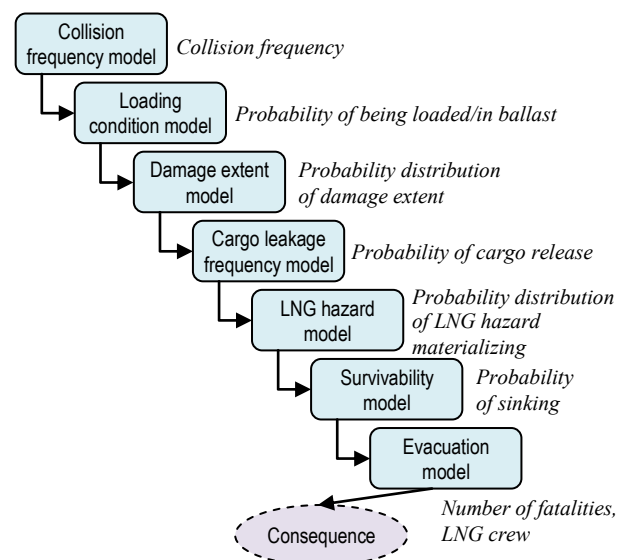 Collision
frequency model
Collision frequency
Loading
condition model
Probability of being loaded/in ballast
Damage extent
model
Probability distribution
of damage extent
Cargo leakage
frequency model
Probability of cargo release
LNG hazard
model
Probability distribution
of LNG hazard
materializing
Survivability
model
Probability
of sinking
Evacuation
model
Number of fatalities,
LNG crew
Consequence